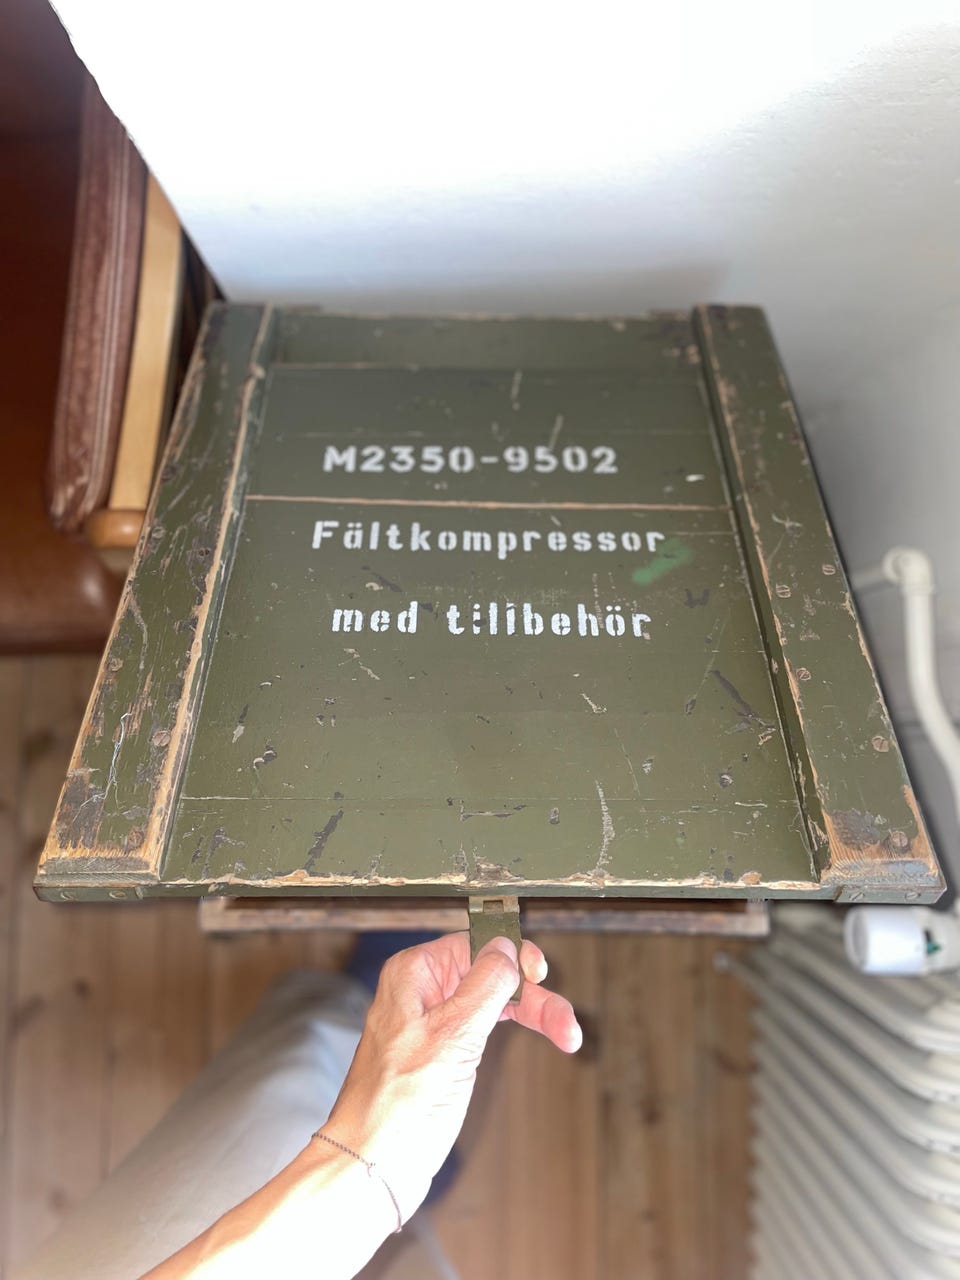 M2350-9502
Fältkompressor
med tillbehör